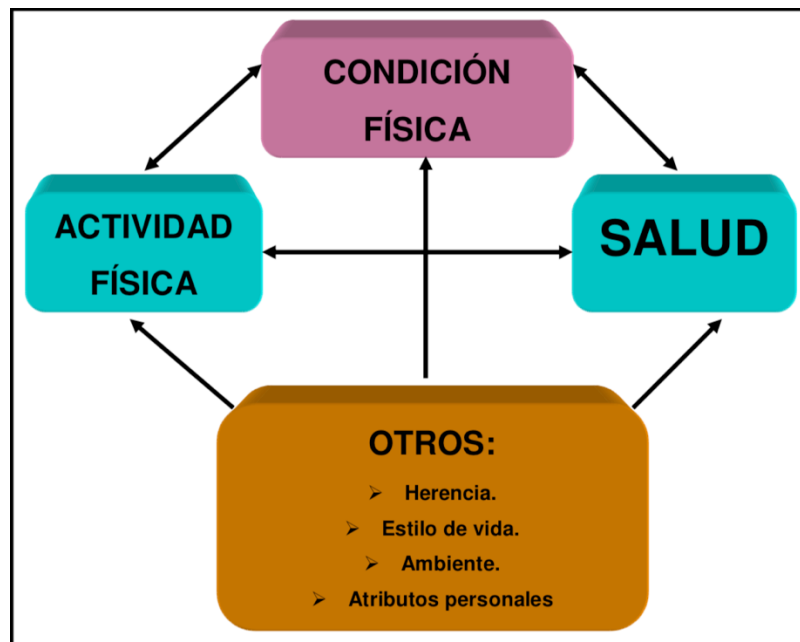 CONDICIÓN
FÍSICA
ACTIVIDAD
FÍSICA
SALUD
OTROS:
➢ Herencia.
➢ Estilo de vida.
➢ Ambiente.
➢ Atributos personales